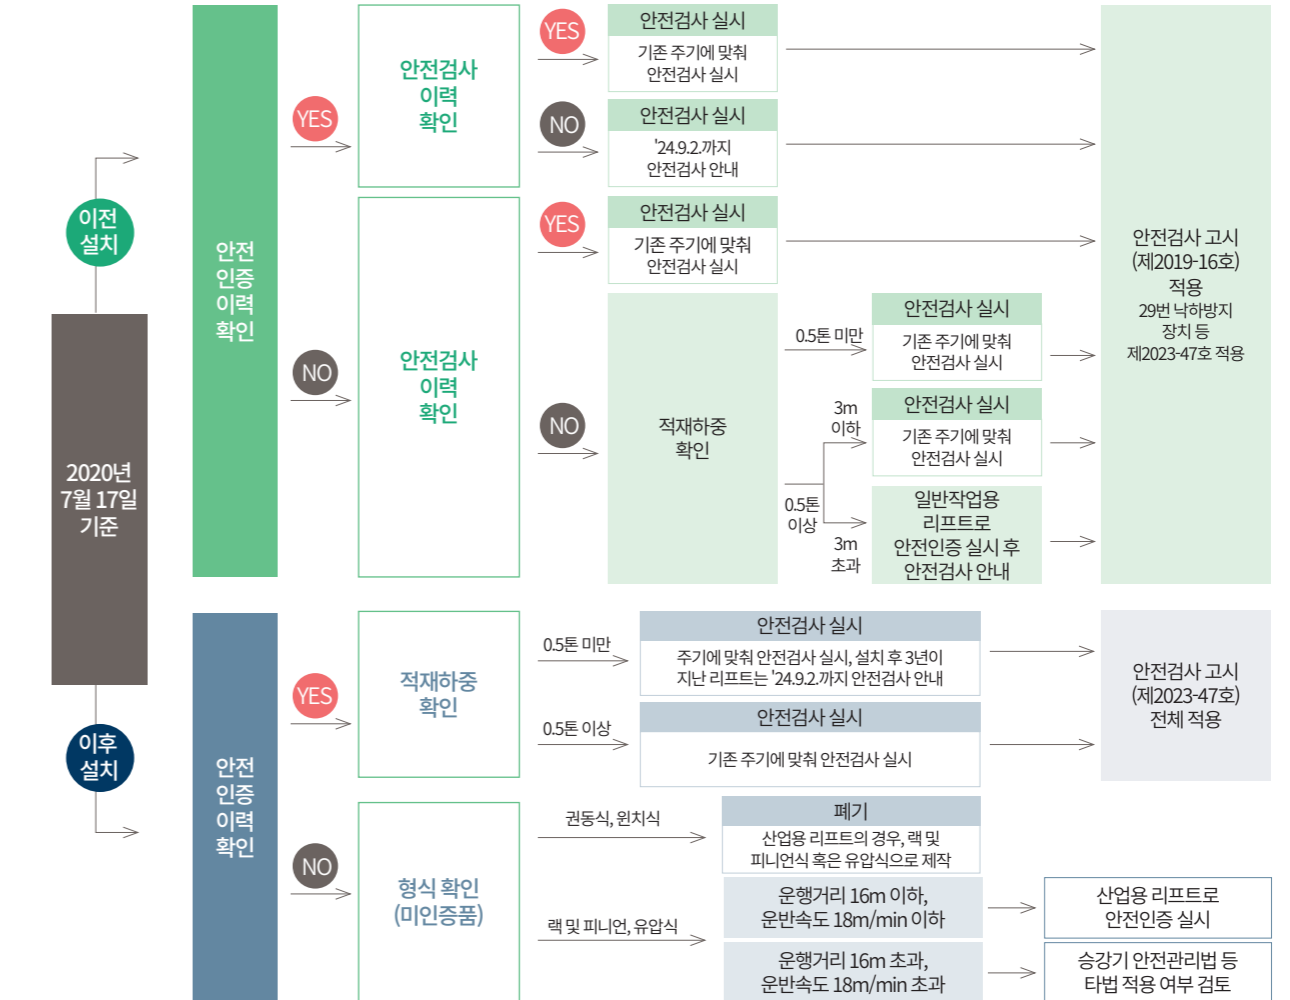 2020년
7월 17일
기준
이전
설치
안전
인증
이력
확인
YES
안전검사
이력
확인
YES
안전검사 실시
기존 주기에 맞춰
안전검사 실시
NO
안전검사 실시
'24.9.2.까지
안전검사 안내
NO
안전검사
이력
확인
YES
안전검사 실시
기존 주기에 맞춰
안전검사 실시
NO
적재하중
확인
0.5톤 미만
안전검사 실시
기존 주기에 맞춰
안전검사 실시
0.5톤
이상
3m
이하
안전검사 실시
기존 주기에 맞춰
안전검사 실시
3m
초과
일반작업용
리프트로
안전인증 실시 후
안전검사 안내
안전검사 고시
(제2019-16호)
적용
29번 낙하방지
장치 등
제2023-47호 적용
이후
설치
안전
인증
이력
확인
YES
적재하중
확인
0.5톤 미만
안전검사 실시
주기에 맞춰 안전검사 실시, 설치 후 3년이
지난 리프트는 '24.9.2.까지 안전검사 안내
0.5톤 이상
안전검사 실시
기존 주기에 맞춰 안전검사 실시
안전검사 고시
(제2023-47호)
전체 적용
NO
형식 확인
(미인증품)
권동식, 윈치식
폐기
산업용 리프트의 경우, 랙 및
피니언식 혹은 유압식으로 제작
랙 및 피니언, 유압식
운행거리 16m 이하,
운반속도 18m/min 이하
산업용 리프트로
안전인증 실시
운행거리 16m 초과,
운반속도 18m/min 초과
승강기 안전관리법 등
타법 적용 여부 검토